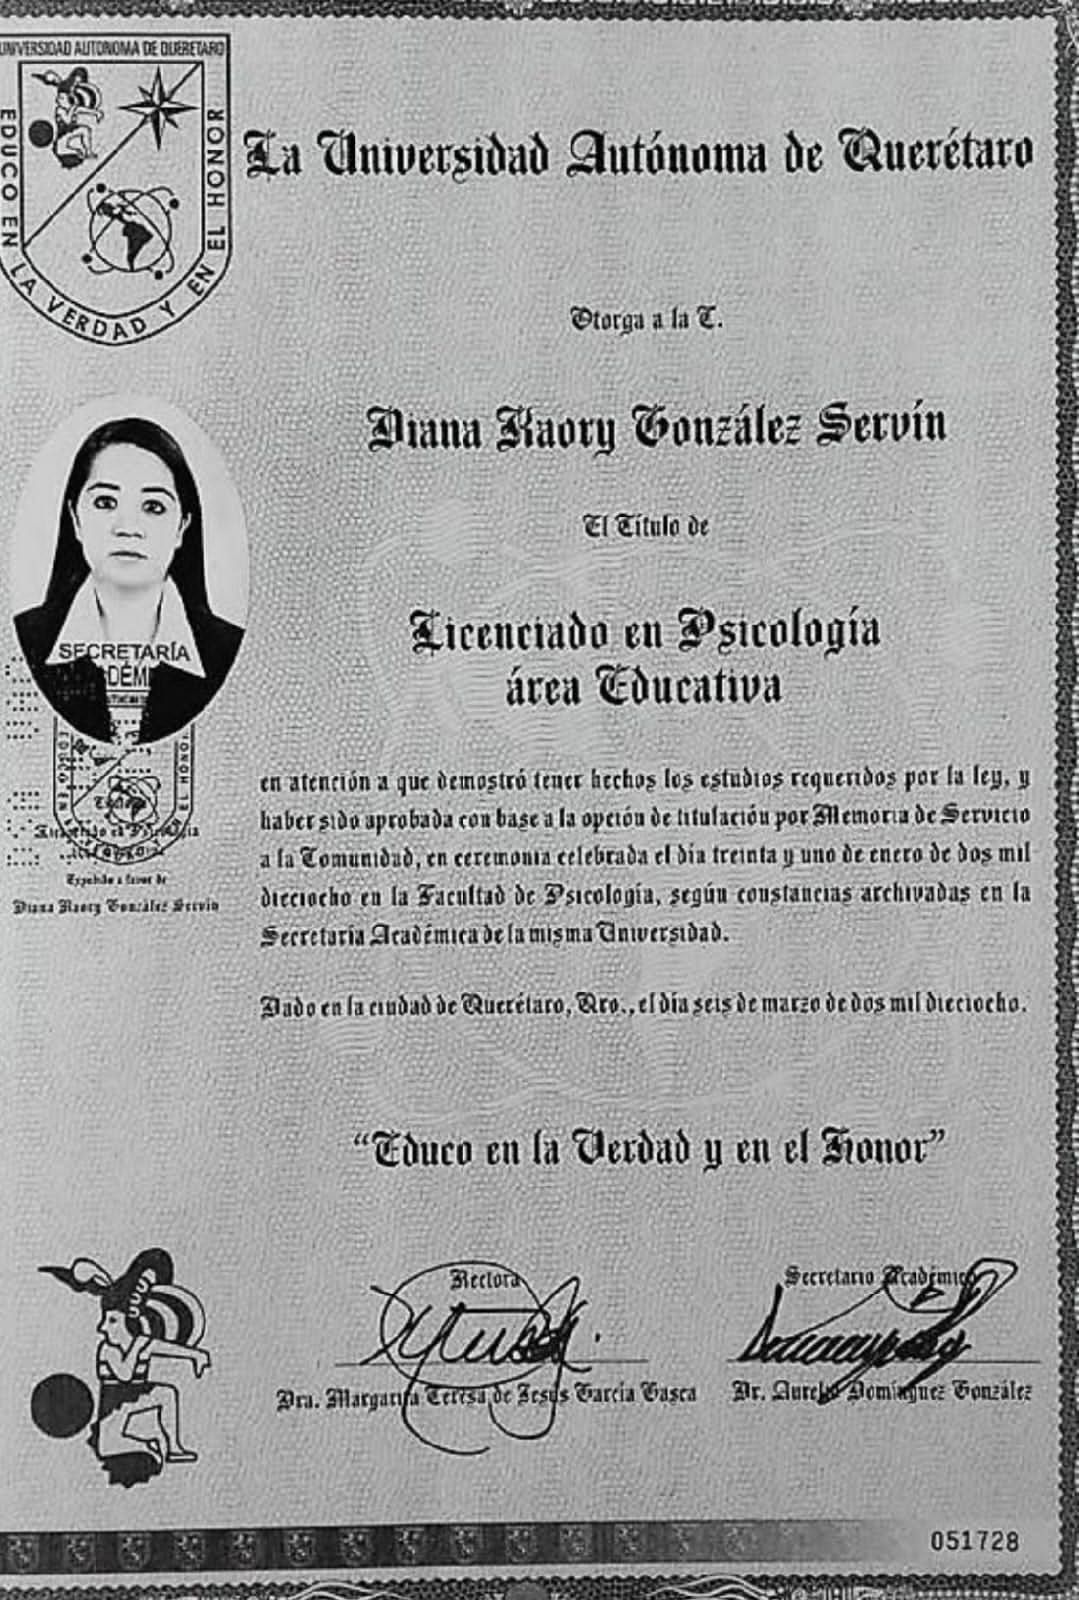 UNIVERSIDAD AUTONOMA DE QUERETARO
EDUCO EN LA VERDAD Y EN EL HONOR
La Universidad Autónoma de Querétaro
Otorga a la C.
Diana Kaory González Servín
El Título de
Licenciado en Psicología
área Educativa
en atención a que demostró tener hechos los estudios requeridos por la ley, y
haber sido aprobada con base a la opción de titulación por Memoria de Servicio
a la Comunidad, en ceremonia celebrada el día treinta y uno de enero de dos mil
dieciocho en la Facultad de Psicología, según constancias archivadas en la
Secretaría Académica de la misma Universidad.
Dado en la ciudad de Querétaro, Qro., el día seis de marzo de dos mil dieciocho.
"Educo en la Verdad y en el Honor"
SECRETARÍA
Expedido a favor de
Diana Kaory González Servín
Rectora
Dra. Margarita Teresa de Jesús García Gasca
Secretario Académico
Dr. Aurelio Domínguez González
051728